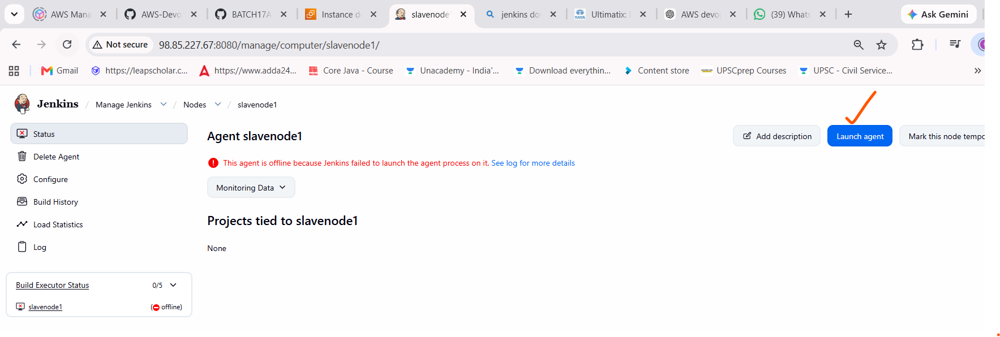 AWS Mana
AWS-Devo
BATCH17A
Instance de
slavenode1
jenkins dow
Ultimatix:
AWS devop
(39) Whats
Ask Gemini
Not secure
98.85.227.67:8080/manage/computer/slavenode1/
Gmail
https://leapscholar.c...
https://www.adda24...
Core Java - Course
Unacademy - India'...
Download everythin...
Content store
UPSCprep Courses
UPSC - Civil Service...
Jenkins / Manage Jenkins / Nodes / slavenode1
Status
Delete Agent
Configure
Build History
Load Statistics
Log
Build Executor Status 0/5
slavenode1 (offline)
Agent slavenode1
Add description
Launch agent
Mark this node tempo
This agent is offline because Jenkins failed to launch the agent process on it. See log for more details
Monitoring Data
Projects tied to slavenode1
None